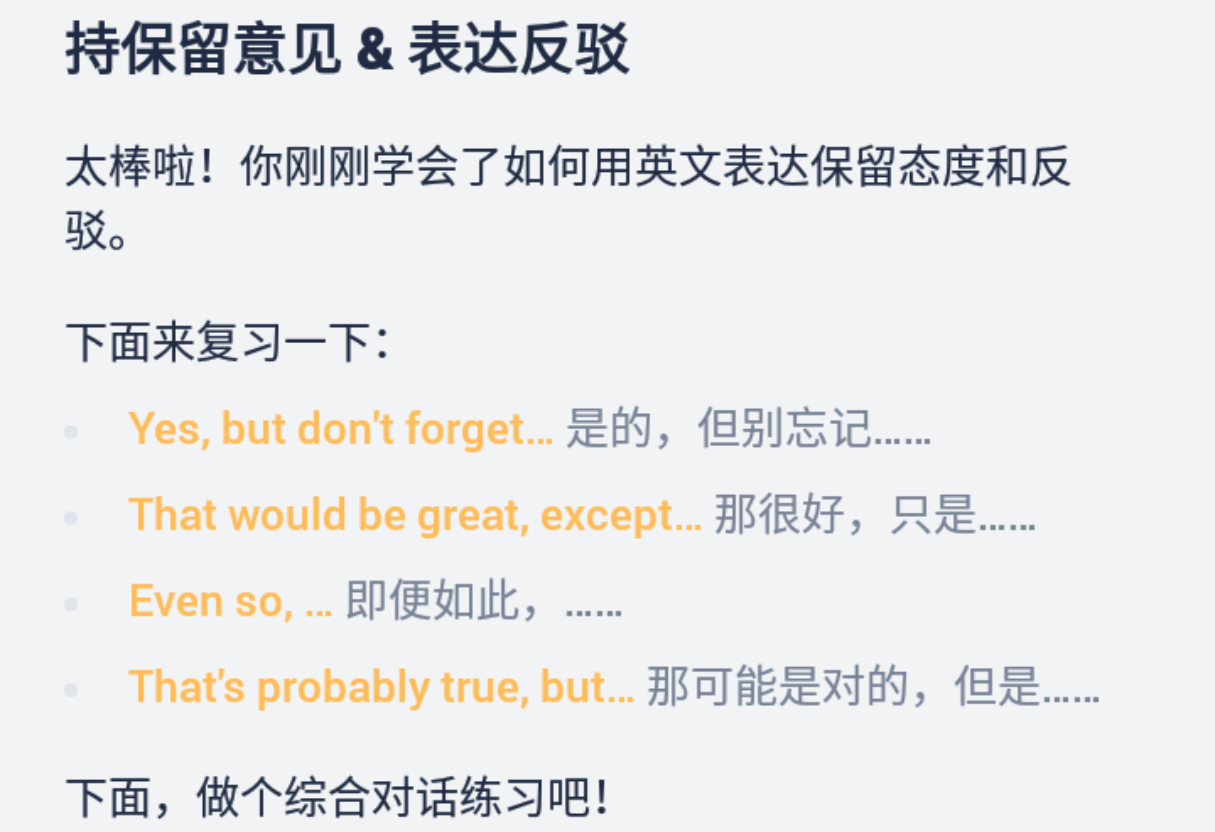 持保留意见 & 表达反驳
太棒啦！你刚刚学会了如何用英文表达保留态度和反
驳。
下面来复习一下：
Yes, but don't forget... 是的，但别忘记……
That would be great, except... 那很好，只是……
Even so, ... 即便如此，……
That's probably true, but... 那可能是对的，但是……
下面，做个综合对话练习吧！